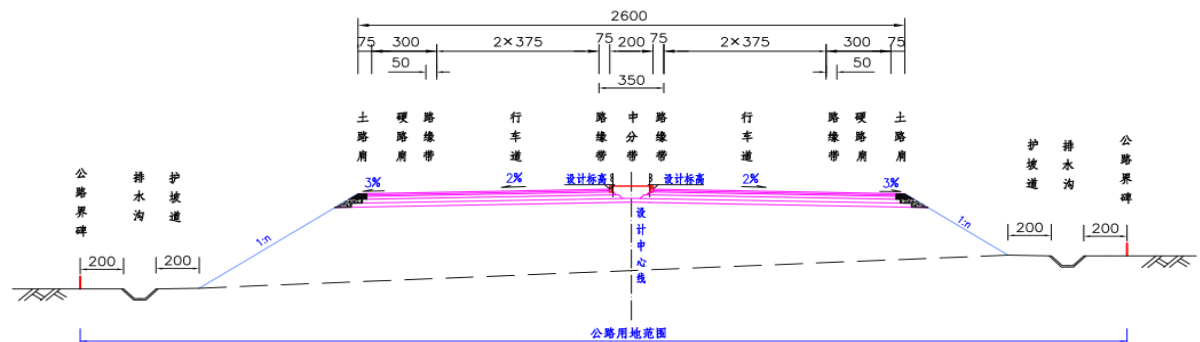 2600
75 300 2×375 75 200 75 2×375 300 75
50 350 50
土路肩
硬路肩
路缘带
行车道
路缘带
中分带
路缘带
行车道
路缘带
硬路肩
土路肩
公路界碑
排水沟
护坡道
护坡道
排水沟
公路界碑
3% 2% 设计标高 设计标高 2% 3%
1:n
1:n
设计中心线
200 200
200 200
公路用地范围